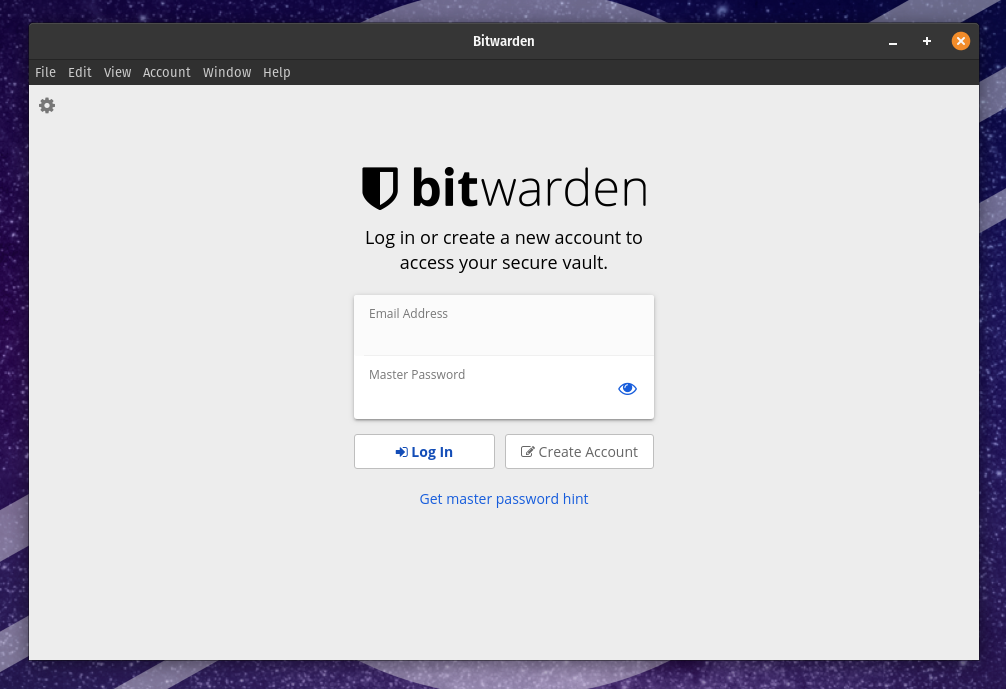 Bitwarden
File Edit View Account Window Help
bitwarden
Log in or create a new account to
access your secure vault.
Email Address
Master Password
Log In
Create Account
Get master password hint